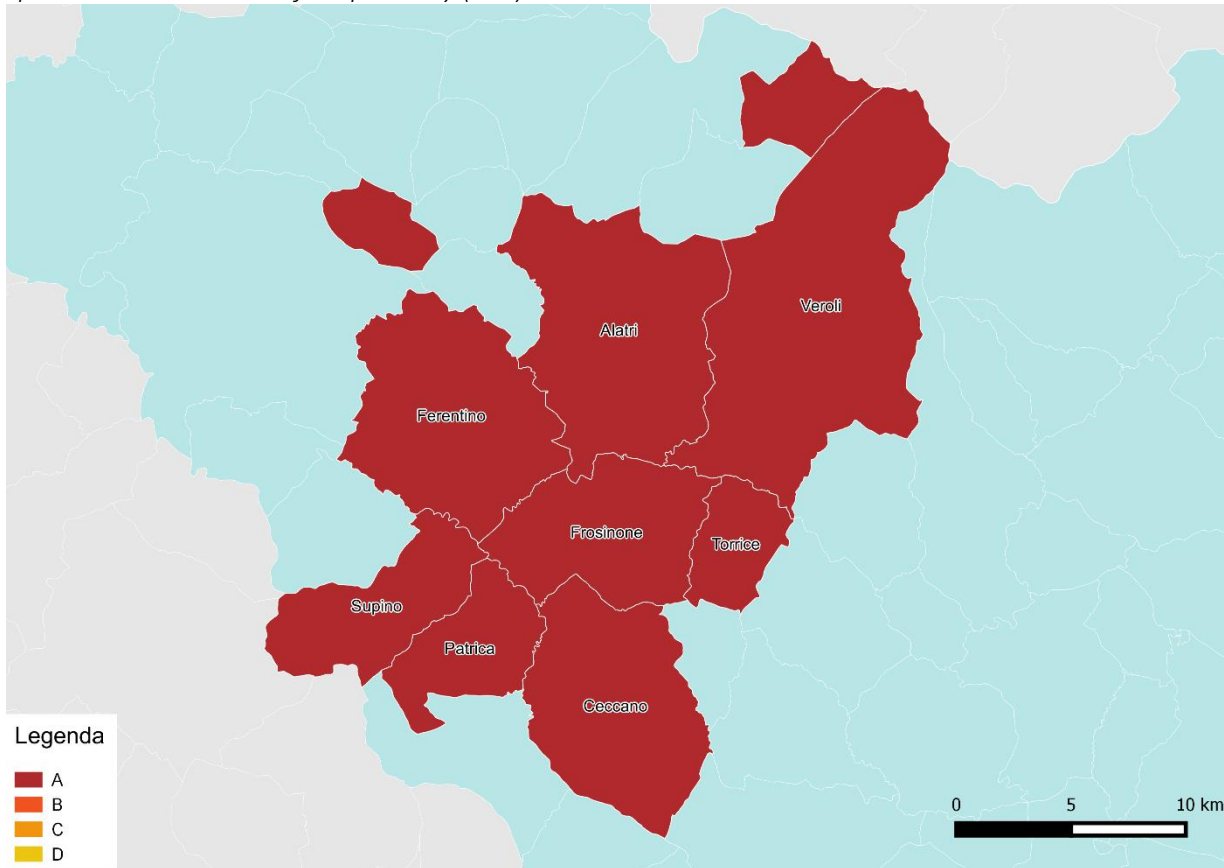 Veroli
Alatri
Ferentino
Frosinone
Torrice
Supino
Patrica
Ceccano
Legenda
A
B
C
D
0 5 10 km